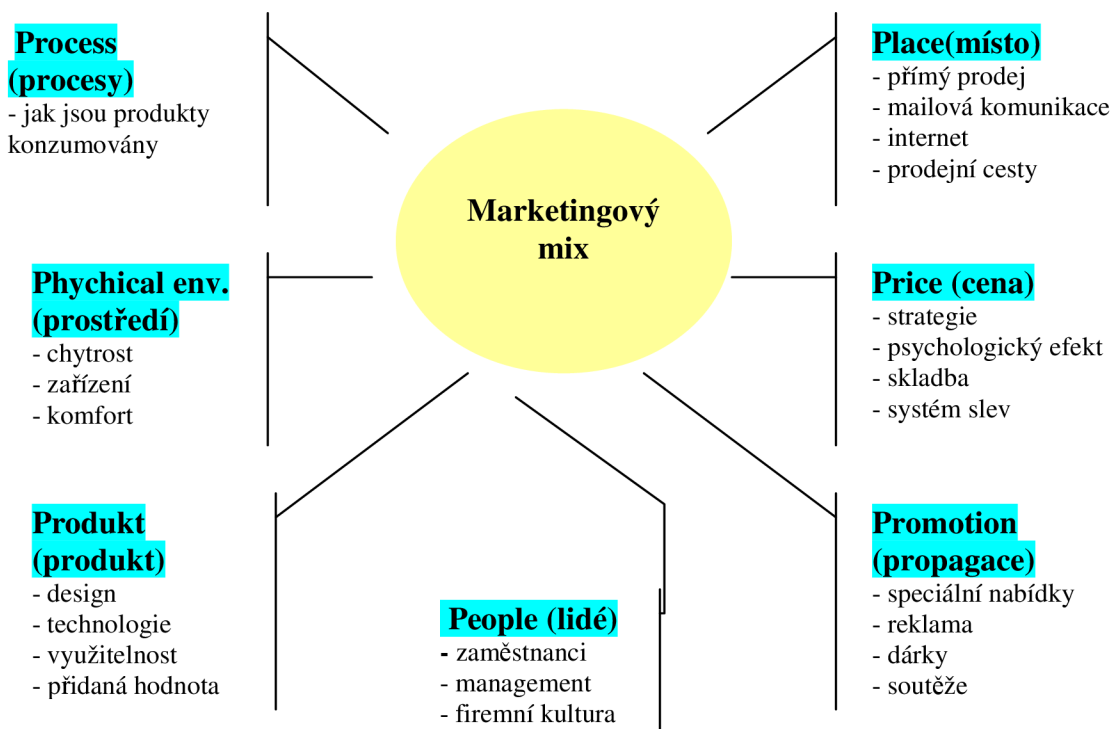 Process
(procesy)
- jak jsou produkty
konzumovány
Place(místo)
- přímý prodej
- mailová komunikace
- internet
- prodejní cesty
Marketingový
mix
Phychical env.
(prostředí)
- chytrost
- zařízení
- komfort
Price (cena)
- strategie
- psychologický efekt
- skladba
- systém slev
Produkt
(produkt)
- design
- technologie
- využitelnost
- přidaná hodnota
People (lidé)
- zaměstnanci
- management
- firemní kultura
Promotion
(propagace)
- speciální nabídky
- reklama
- dárky
- soutěže